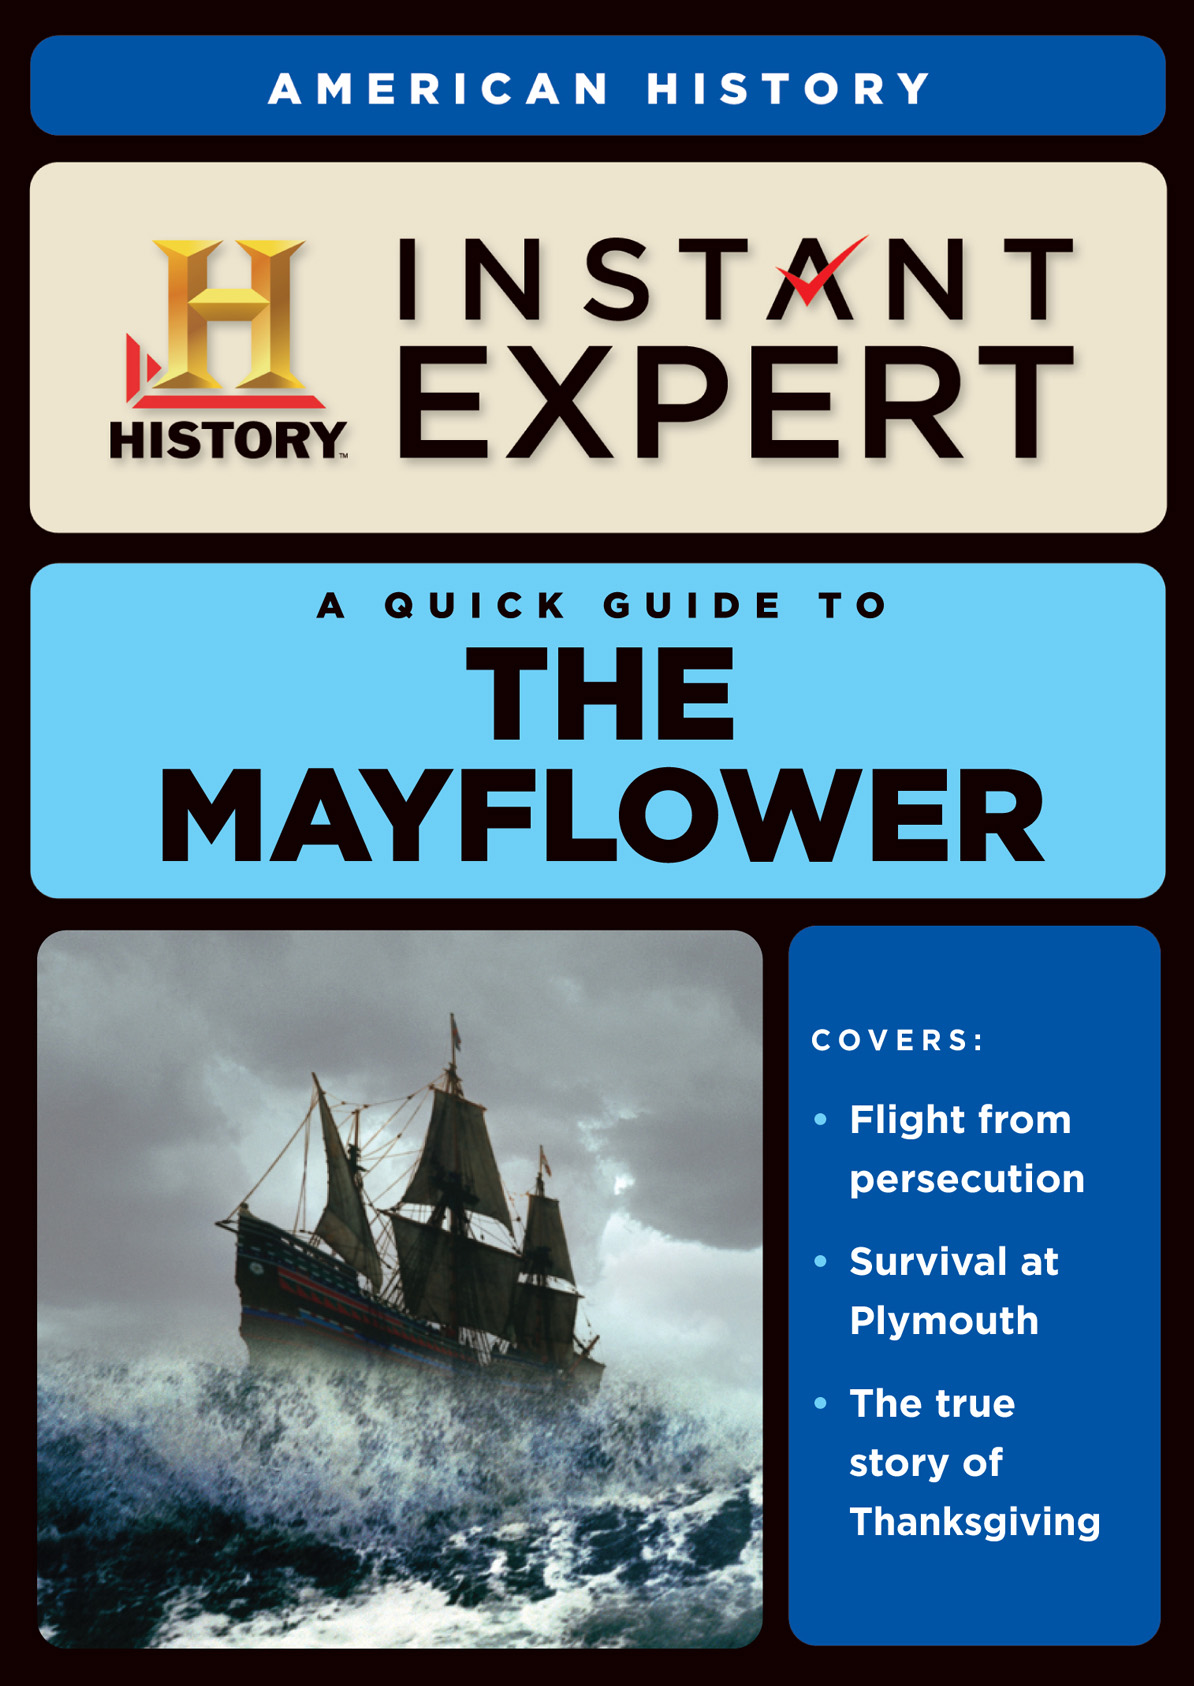 AMERICAN HISTORY
INSTANT
EXPERT
H
HISTORY™
A QUICK GUIDE TO
THE
MAYFLOWER
COVERS:
• Flight from
persecution
• Survival at
Plymouth
• The true
story of
Thanksgiving